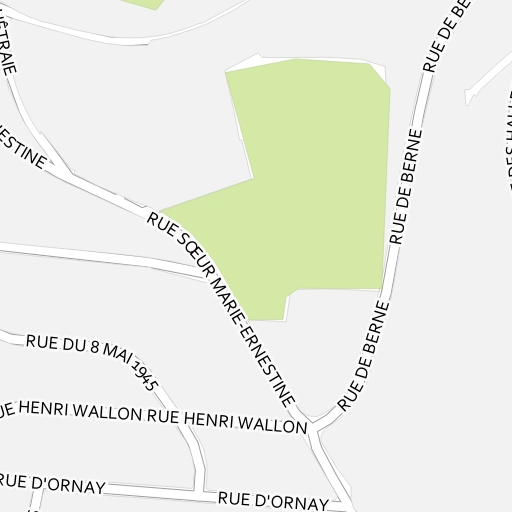 RUE DE BERNE
RUE DE BERNE
RUE SŒUR MARIE-ERNESTINE
RUE DE BERNE
RUE DU 8 MAI 1945
RUE HENRI WALLON
RUE HENRI WALLON
RUE D'ORNAY
RUE D'ORNAY